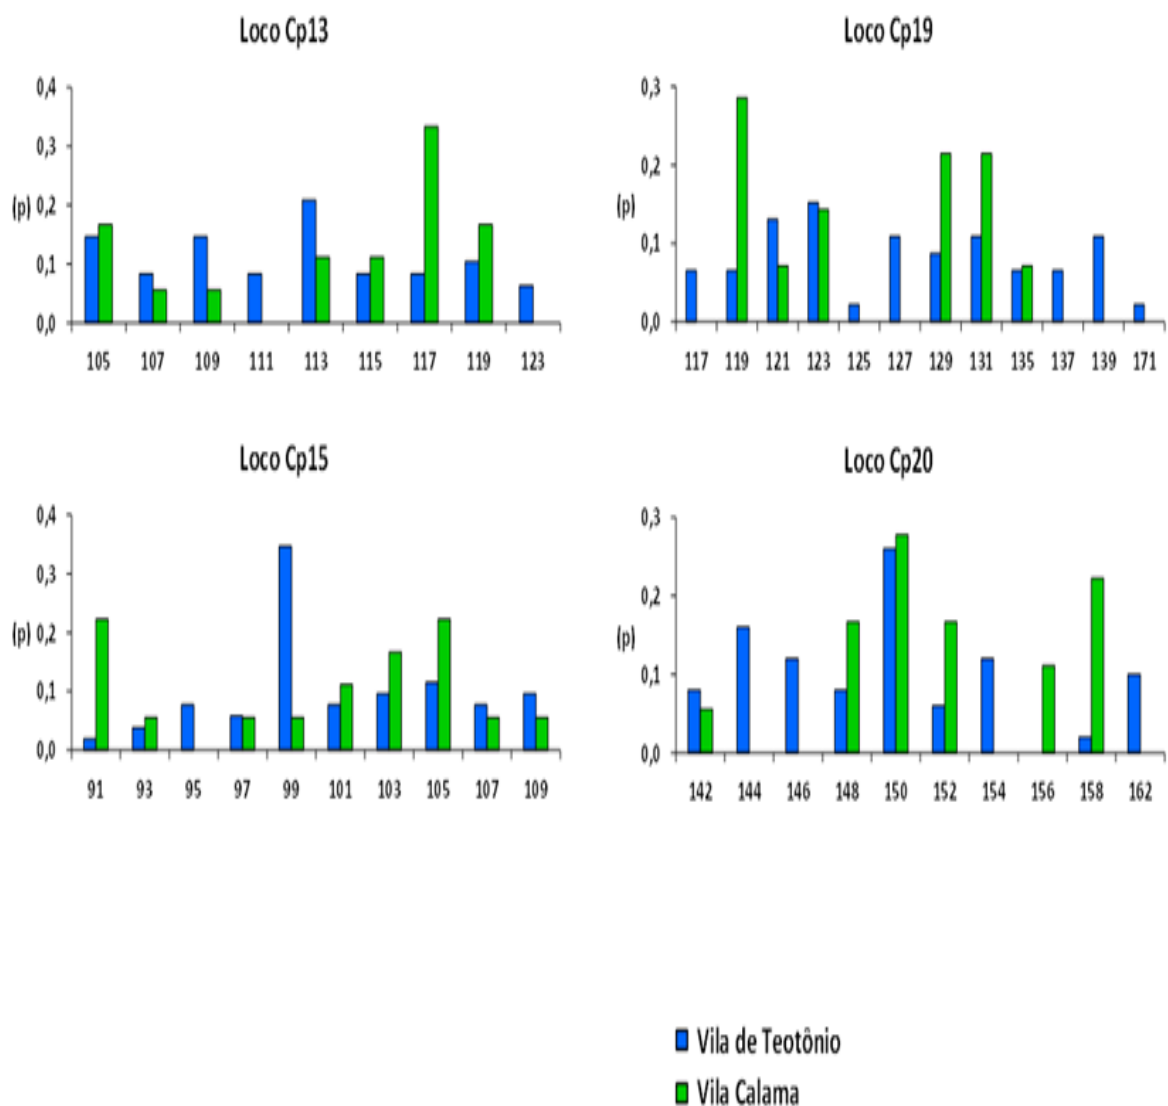 Loco Cp13
0,4
0,3
0,2
0,1
0,0
(p)
105 107 109 111 113 115 117 119 123
Loco Cp19
0,3
0,2
0,1
0,0
(p)
117 119 121 123 125 127 129 131 135 137 139 171
Loco Cp15
0,4
0,3
0,2
0,1
0,0
(p)
91 93 95 97 99 101 103 105 107 109
Loco Cp20
0,3
0,2
0,1
0,0
(p)
142 144 146 148 150 152 154 156 158 162
Vila de Teotônio
Vila Calama